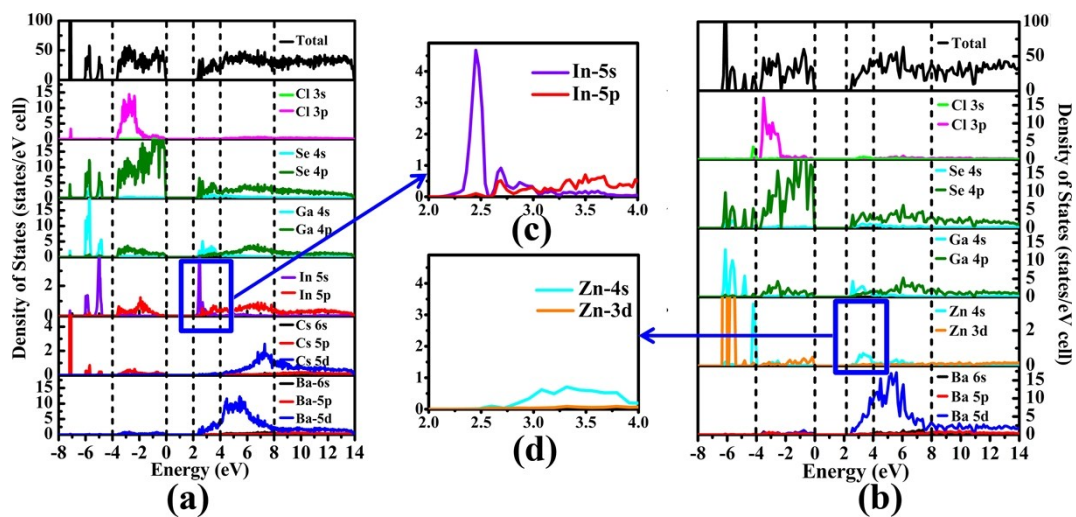 Density of States (states/eV cell)
100
50
0
Total
15
10
5
0
Cl 3s
Cl 3p
15
10
5
0
Se 4s
Se 4p
15
10
5
0
Ga 4s
Ga 4p
2
0
In 5s
In 5p
6
4
2
0
Cs 6s
Cs 5p
Cs 5d
15
10
5
0
Ba-6s
Ba-5p
Ba-5d
-8 -6 -4 -2 0 2 4 6 8 10 12 14
Energy (eV)
(a)
4
3
2
1
0
In-5s
In-5p
2.0 2.5 3.0 3.5 4.0
(c)
4
3
2
1
0
Zn-4s
Zn-3d
2.0 2.5 3.0 3.5 4.0
(d)
Total
100
50
0
Cl 3s
Cl 3p
15
10
5
0
Se 4s
Se 4p
15
10
5
0
Ga 4s
Ga 4p
15
10
5
0
Zn 4s
Zn 3d
2
0
Ba 6s
Ba 5p
Ba 5d
15
10
5
0
-8 -6 -4 -2 0 2 4 6 8 10 12 14
Energy (eV)
(b)
Density of States (states/eV cell)